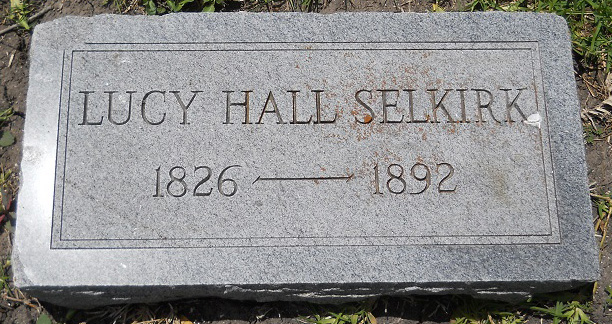 LUCY HALL SELKIRK
1826 — 1892